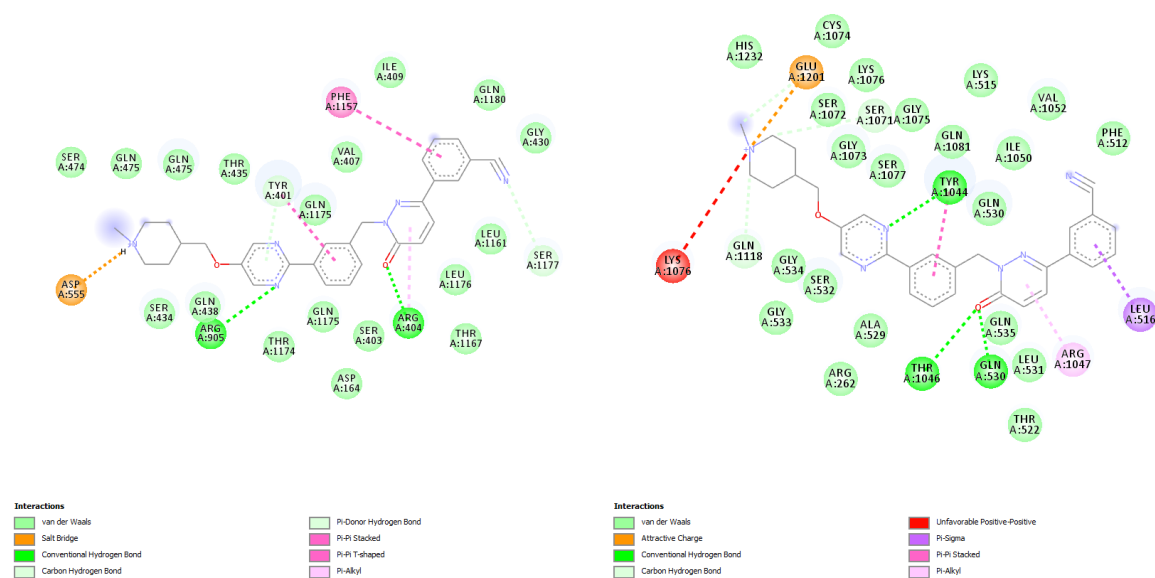 ILE
A:409
PHE
A:1157
GLN
A:1180
GLY
A:430
SER
A:474
GLN
A:475
GLN
A:475
THR
A:435
VAL
A:407
TYR
A:401
GLN
A:1175
N
N
N
N
N
H
O
N
N
O
LEU
A:1161
SER
A:1177
LEU
A:1176
ASP
A:555
SER
A:434
GLN
A:438
ARG
A:905
GLN
A:1175
SER
A:403
ARG
A:404
THR
A:1167
THR
A:1174
ASP
A:164
Interactions
van der Waals
Salt Bridge
Conventional Hydrogen Bond
Carbon Hydrogen Bond
Pi-Donor Hydrogen Bond
Pi-Pi Stacked
Pi-Pi T-shaped
Pi-Alkyl
CYS
A:1074
HIS
A:1232
GLU
A:1201
LYS
A:1076
LYS
A:515
VAL
A:1052
SER
A:1072
SER
A:1071
GLY
A:1075
PHE
A:512
GLY
A:1073
GLN
A:1081
ILE
A:1050
SER
A:1077
TYR
A:1044
GLN
A:530
N
N
O
N
N
N
N
O
LYS
A:1076
GLN
A:1118
GLY
A:534
SER
A:532
GLY
A:533
LEU
A:516
ALA
A:529
GLN
A:535
ARG
A:262
THR
A:1046
GLN
A:530
LEU
A:531
ARG
A:1047
THR
A:522
Interactions
van der Waals
Attractive Charge
Conventional Hydrogen Bond
Carbon Hydrogen Bond
Unfavorable Positive-Positive
Pi-Sigma
Pi-Pi Stacked
Pi-Alkyl